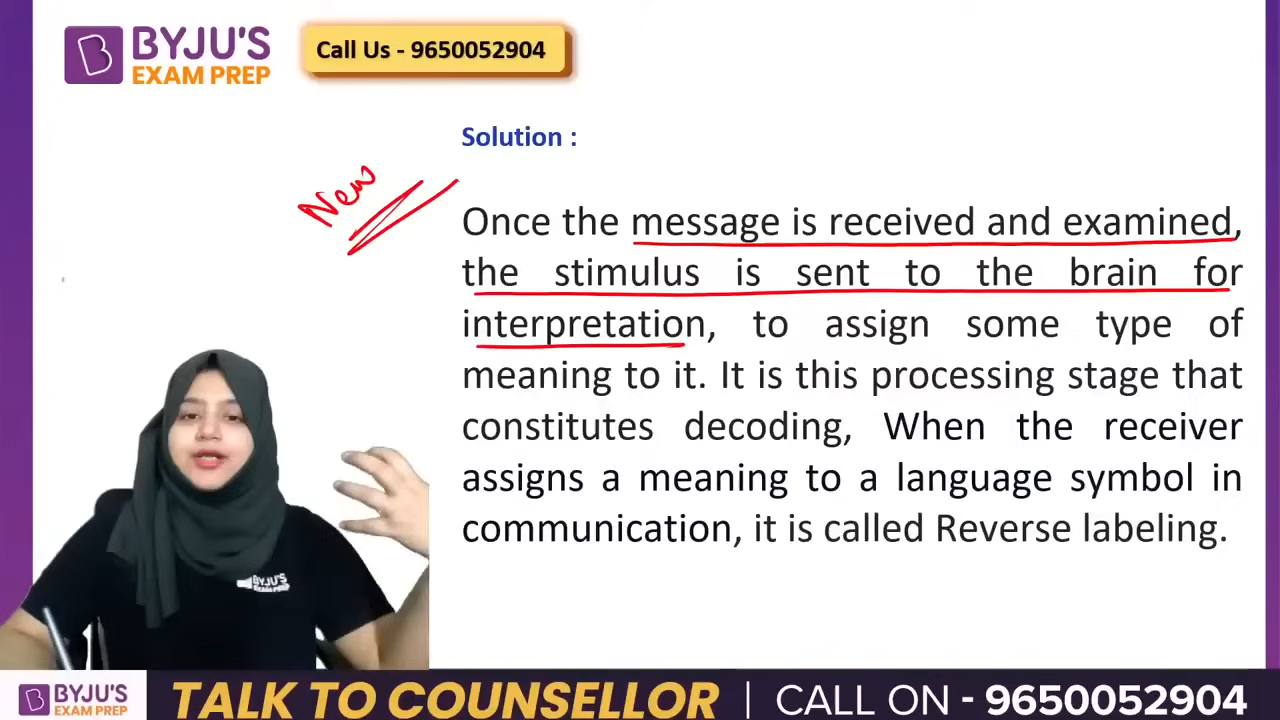 BYJU'S
EXAM PREP
Call Us - 9650052904
Solution :
New
Once the message is received and examined,
the stimulus is sent to the brain for
interpretation, to assign some type of
meaning to it. It is this processing stage that
constitutes decoding, When the receiver
assigns a meaning to a language symbol in
communication, it is called Reverse labeling.
BYJU'S
EXAM PREP
BYJU'S
EXAM PREP
TALK TO COUNSELLOR | CALL ON - 9650052904